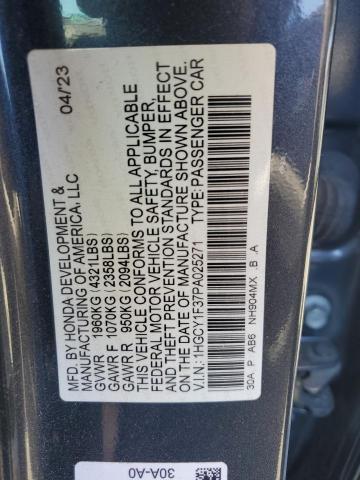 MFD. BY HONDA DEVELOPMENT & 04/'23
MANUFACTURING OF AMERICA, LLC
GVWR 1960KG (4321LBS)
GAWR F 1070KG (2358LBS)
GAWR R 950KG (2094LBS)
THIS VEHICLE CONFORMS TO ALL APPLICABLE
FEDERAL MOTOR VEHICLE SAFETY, BUMPER,
AND THEFT PREVENTION STANDARDS IN EFFECT
ON THE DATE OF MANUFACTURE SHOWN ABOVE.
V.I.N.: 1HGCY1F37PA025271 TYPE: PASSENGER CAR
30A P AB6 NH904MX B A
30A-A0